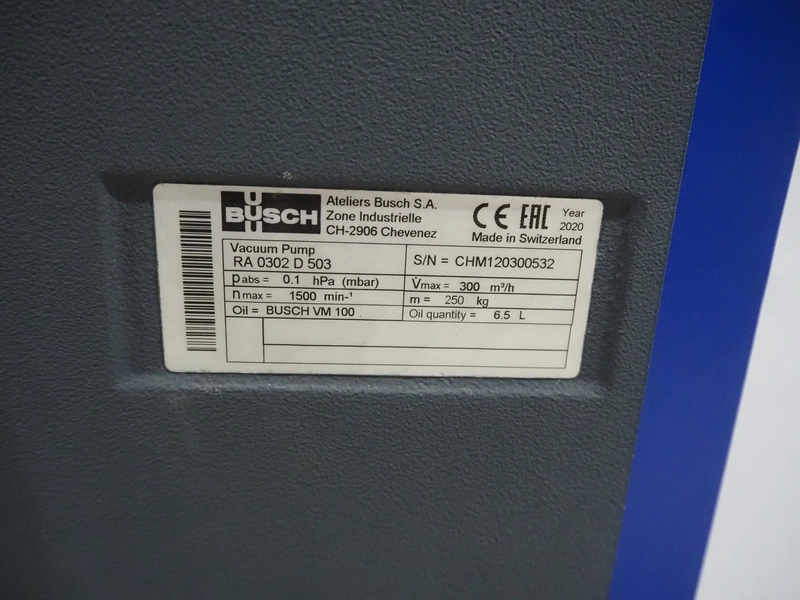 BUSCH
Ateliers Busch S.A.
Zone Industrielle
CH-2906 Chevenez
CE EAC
Year
2020
Made in Switzerland
Vacuum Pump
RA 0302 D 503
S/N = CHM120300532
p abs = 0.1 hPa (mbar)
V̇max = 300 m³/h
n max = 1500 min-¹
m = 250 kg
Oil = BUSCH VM 100
Oil quantity = 6.5 L